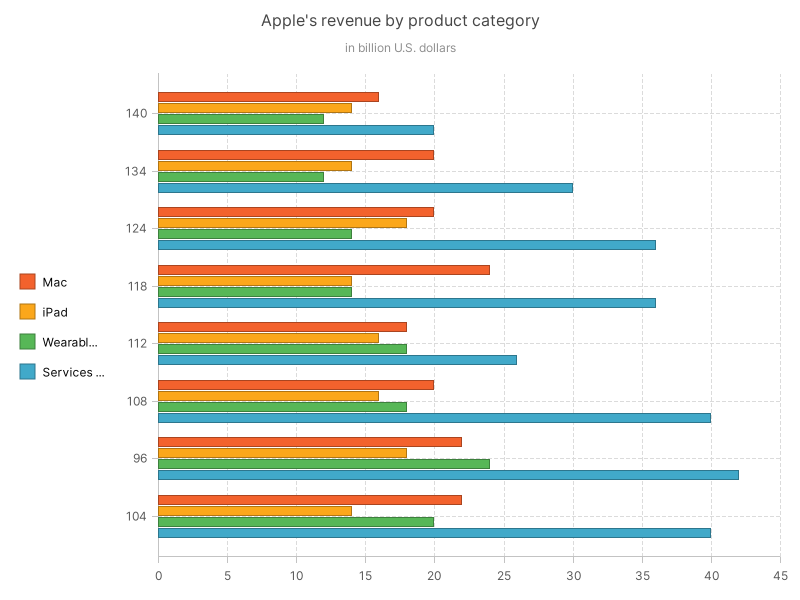 Apple's revenue by product category
in billion U.S. dollars
140
134
124
118
112
108
96
104
Mac
iPad
Wearabl...
Services ...
0 5 10 15 20 25 30 35 40 45